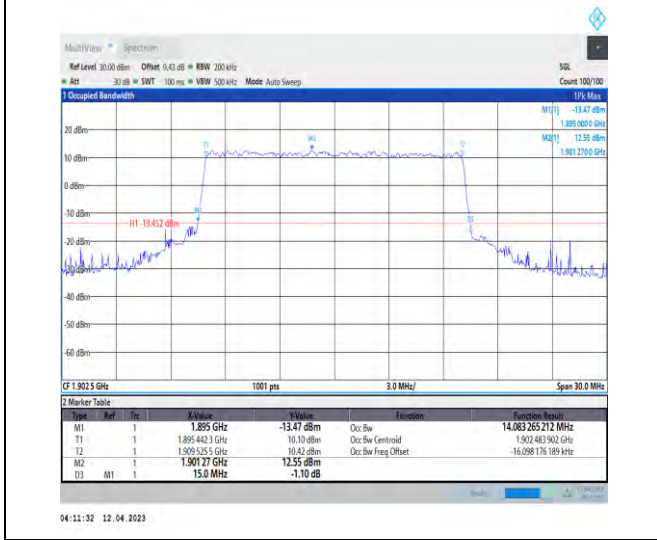 MultiView Spectrum
Ref Level 30.00 dBm Offset 9.43 dB RBW 200 kHz SGL
Att 30 dB SWT 100 ms VBW 500 kHz Mode Auto Sweep Count 100/100
1 Occupied Bandwidth 1Pk Max
M1[1] -13.47 dBm
1.895 000 0 GHz
M2[1] 12.55 dBm
1.901 270 0 GHz
20 dBm
T1 M2 T2
10 dBm
0 dBm
-10 dBm
M1 D3
H1 -13.452 dBm
-20 dBm
-30 dBm
-40 dBm
-50 dBm
-60 dBm
CF 1.902 5 GHz 1001 pts 3.0 MHz/ Span 30.0 MHz
2 Marker Table
Type Ref Trc X-Value Y-Value Function Function Result
M1 1 1.895 GHz -13.47 dBm Occ Bw 14.083 265 212 MHz
T1 1 1.895 442 3 GHz 10.10 dBm Occ Bw Centroid 1.902 483 902 GHz
T2 1 1.909 525 5 GHz 10.42 dBm Occ Bw Freq Offset -16.098 176 189 kHz
M2 1 1.901 27 GHz 12.55 dBm
D3 M1 1 15.0 MHz -1.10 dB
04:11:32 12.04.2023